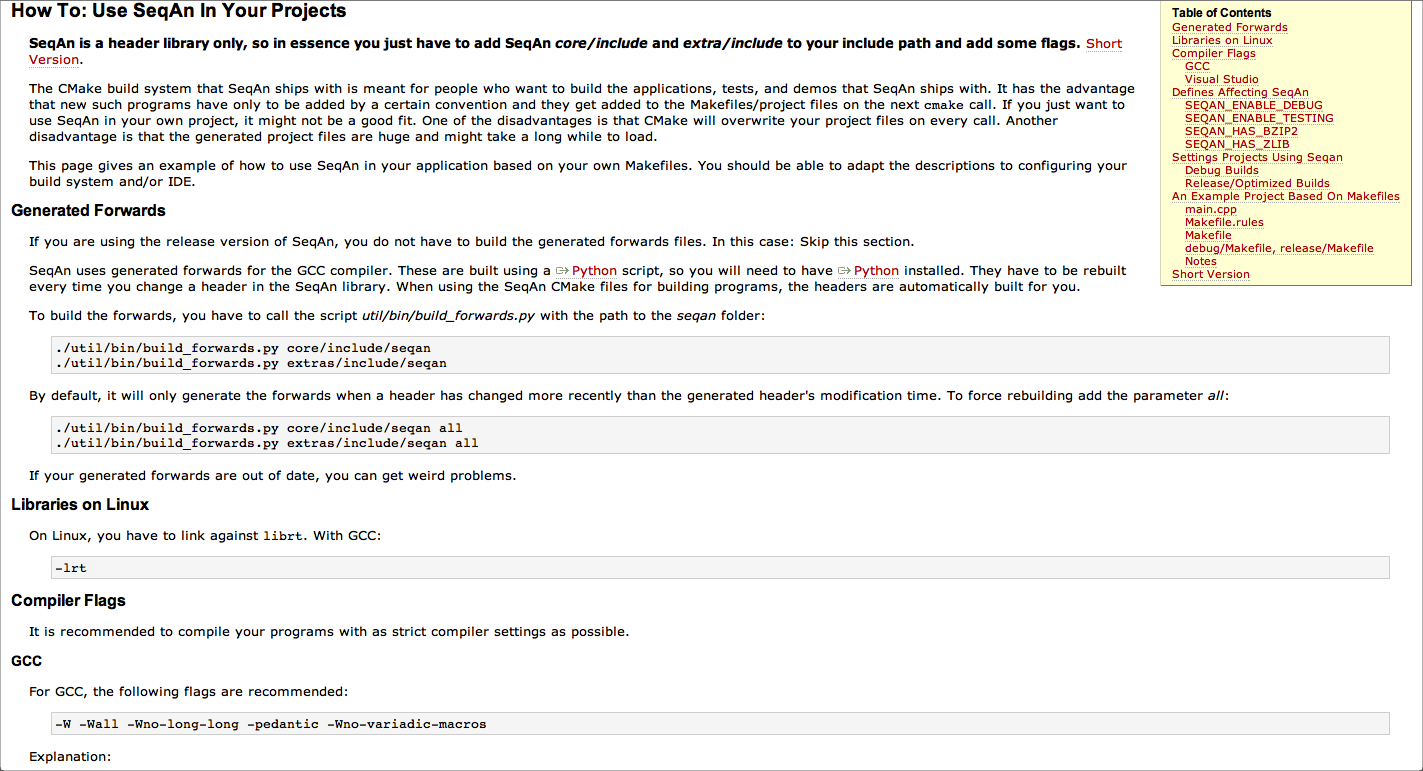 How To: Use SeqAn In Your Projects
SeqAn is a header library only, so in essence you just have to add SeqAn core/include and extra/include to your include path and add some flags. Short
Version.
The CMake build system that SeqAn ships with is meant for people who want to build the applications, tests, and demos that SeqAn ships with. It has the advantage
that new such programs have only to be added by a certain convention and they get added to the Makefiles/project files on the next cmake call. If you just want to
use SeqAn in your own project, it might not be a good fit. One of the disadvantages is that CMake will overwrite your project files on every call. Another
disadvantage is that the generated project files are huge and might take a long while to load.
This page gives an example of how to use SeqAn in your application based on your own Makefiles. You should be able to adapt the descriptions to configuring your
build system and/or IDE.
Generated Forwards
If you are using the release version of SeqAn, you do not have to build the generated forwards files. In this case: Skip this section.
SeqAn uses generated forwards for the GCC compiler. These are built using a Python script, so you will need to have Python installed. They have to be rebuilt
every time you change a header in the SeqAn library. When using the SeqAn CMake files for building programs, the headers are automatically built for you.
To build the forwards, you have to call the script util/bin/build_forwards.py with the path to the seqan folder:
./util/bin/build_forwards.py core/include/seqan
./util/bin/build_forwards.py extras/include/seqan
By default, it will only generate the forwards when a header has changed more recently than the generated header's modification time. To force rebuilding add the parameter all:
./util/bin/build_forwards.py core/include/seqan all
./util/bin/build_forwards.py extras/include/seqan all
If your generated forwards are out of date, you can get weird problems.
Libraries on Linux
On Linux, you have to link against librt. With GCC:
-lrt
Compiler Flags
It is recommended to compile your programs with as strict compiler settings as possible.
GCC
For GCC, the following flags are recommended:
-W -Wall -Wno-long-long -pedantic -Wno-variadic-macros
Explanation:
Table of Contents
Generated Forwards
Libraries on Linux
Compiler Flags
GCC
Visual Studio
Defines Affecting SeqAn
SEQAN_ENABLE_DEBUG
SEQAN_ENABLE_TESTING
SEQAN_HAS_BZIP2
SEQAN_HAS_ZLIB
Settings Projects Using Seqan
Debug Builds
Release/Optimized Builds
An Example Project Based On Makefiles
main.cpp
Makefile.rules
Makefile
debug/Makefile, release/Makefile
Notes
Short Version